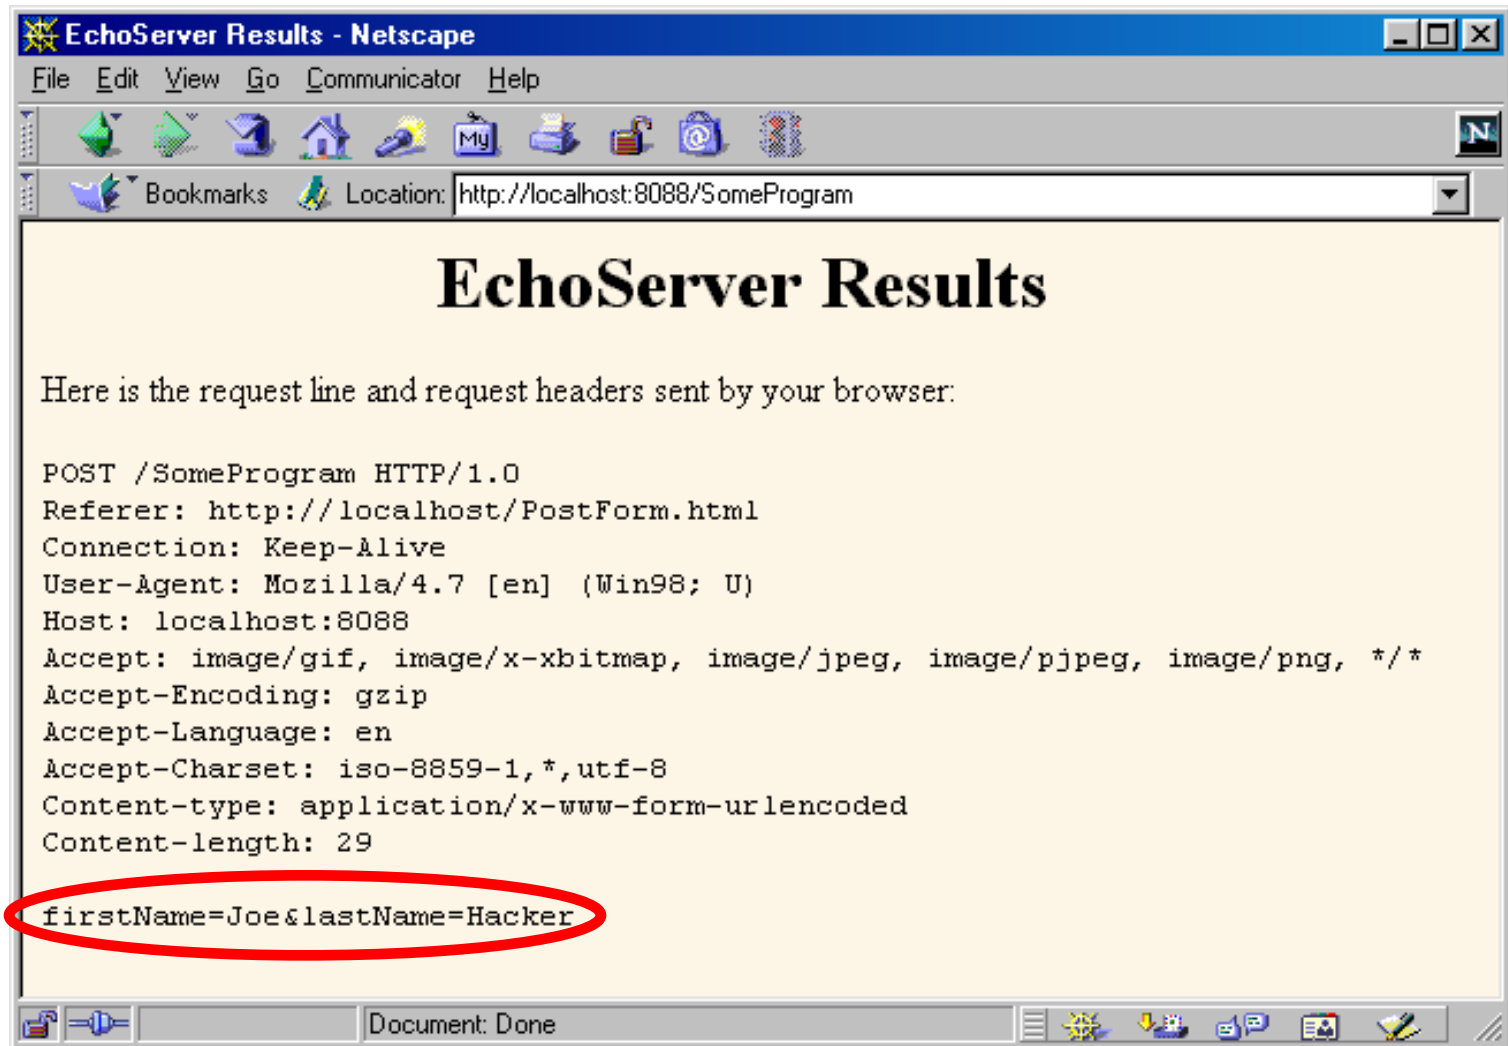 EchoServer Results - Netscape
File Edit View Go Communicator Help
My N
Bookmarks Location: http://localhost:8088/SomeProgram
EchoServer Results
Here is the request line and request headers sent by your browser:
POST /SomeProgram HTTP/1.0
Referer: http://localhost/PostForm.html
Connection: Keep-Alive
User-Agent: Mozilla/4.7 [en] (Win98; U)
Host: localhost:8088
Accept: image/gif, image/x-xbitmap, image/jpeg, image/pjpeg, image/png, */*
Accept-Encoding: gzip
Accept-Language: en
Accept-Charset: iso-8859-1,*,utf-8
Content-type: application/x-www-form-urlencoded
Content-length: 29
firstName=Joe&lastName=Hacker
Document: Done